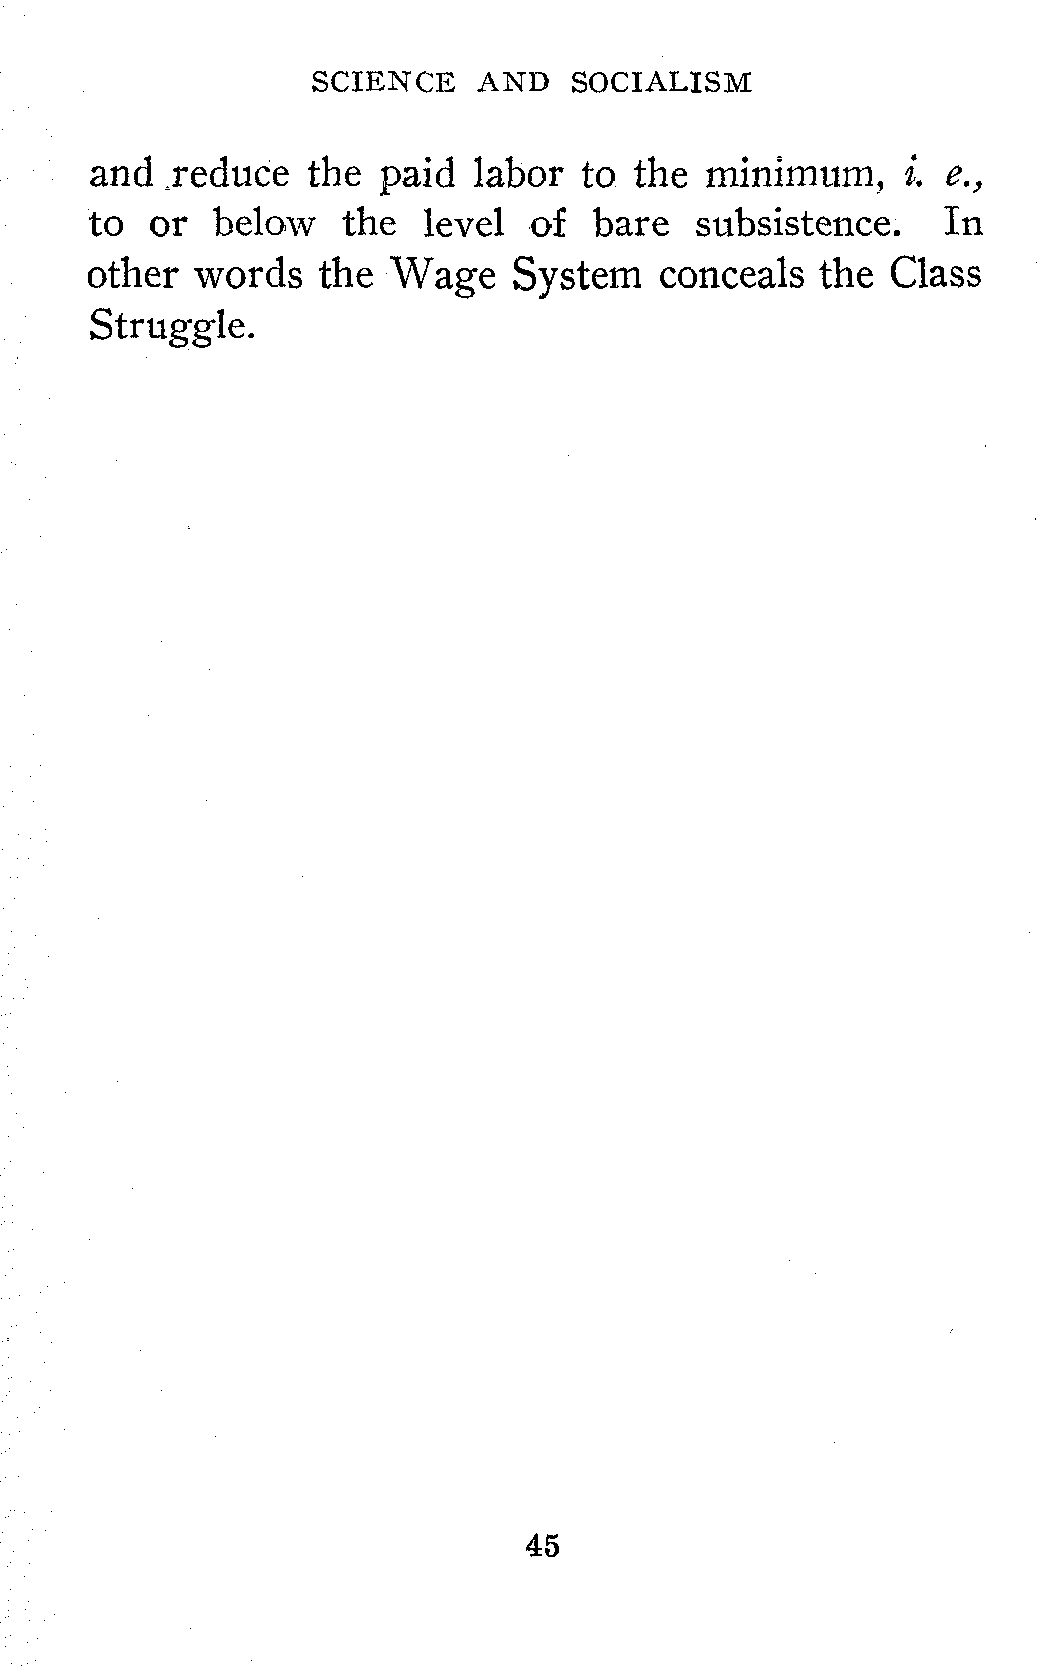 SCIENCE AND SOCIALISM
and reduce the paid labor to the minimum, i. e.,
to or below the level of bare subsistence. In
other words the Wage System conceals the Class
Struggle.
45